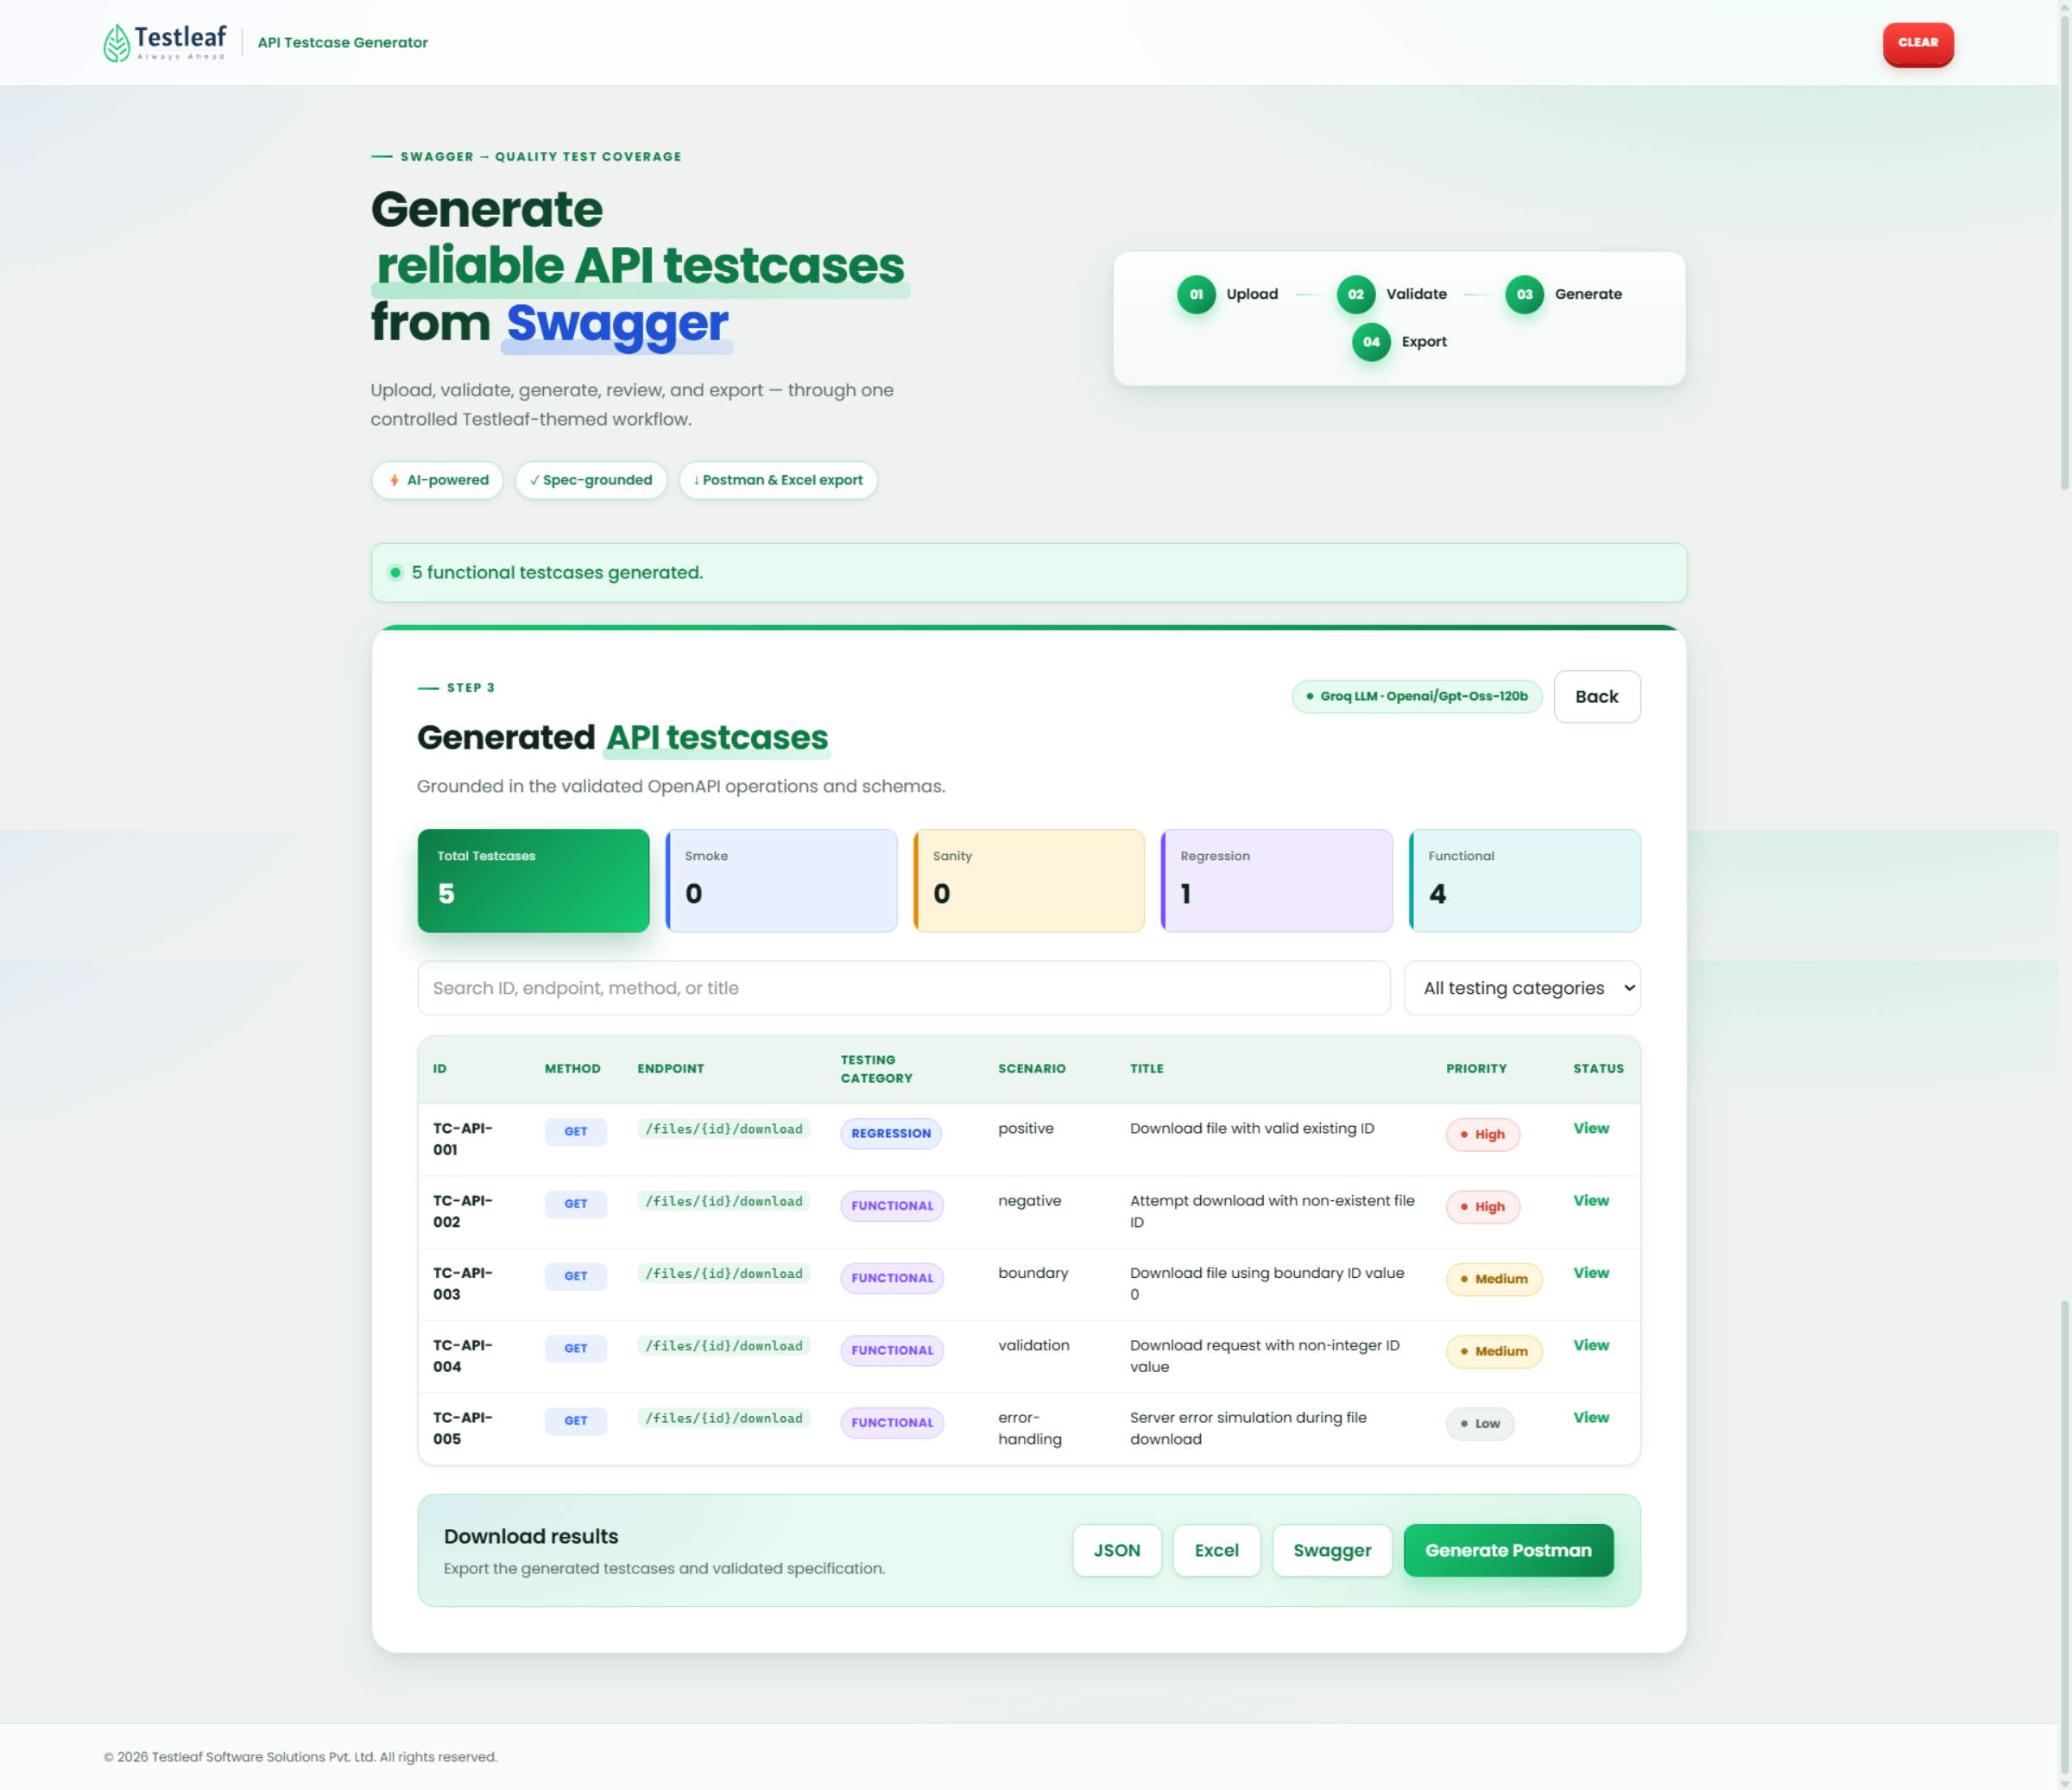 Testleaf
Always Ahead
API Testcase Generator
CLEAR
SWAGGER → QUALITY TEST COVERAGE
Generate
reliable API testcases
from Swagger
Upload, validate, generate, review, and export — through one
controlled Testleaf-themed workflow.
AI-powered
✓ Spec-grounded
↓ Postman & Excel export
01 Upload
02 Validate
03 Generate
04 Export
5 functional testcases generated.
STEP 3
Generated API testcases
Grounded in the validated OpenAPI operations and schemas.
Groq LLM · Openai/Gpt-Oss-120b
Back
Total Testcases
5
Smoke
0
Sanity
0
Regression
1
Functional
4
Search ID, endpoint, method, or title
All testing categories
ID METHOD ENDPOINT TESTING CATEGORY SCENARIO TITLE PRIORITY STATUS
TC-API-001 GET /files/{id}/download REGRESSION positive Download file with valid existing ID High View
TC-API-002 GET /files/{id}/download FUNCTIONAL negative Attempt download with non-existent file ID High View
TC-API-003 GET /files/{id}/download FUNCTIONAL boundary Download file using boundary ID value 0 Medium View
TC-API-004 GET /files/{id}/download FUNCTIONAL validation Download request with non-integer ID value Medium View
TC-API-005 GET /files/{id}/download FUNCTIONAL error-handling Server error simulation during file download Low View
Download results
Export the generated testcases and validated specification.
JSON
Excel
Swagger
Generate Postman
© 2026 Testleaf Software Solutions Pvt. Ltd. All rights reserved.